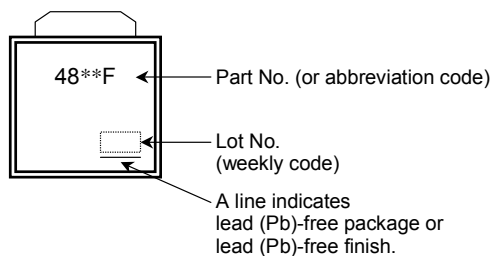 48**F
Part No. (or abbreviation code)
Lot No.
(weekly code)
A line indicates
lead (Pb)-free package or
lead (Pb)-free finish.